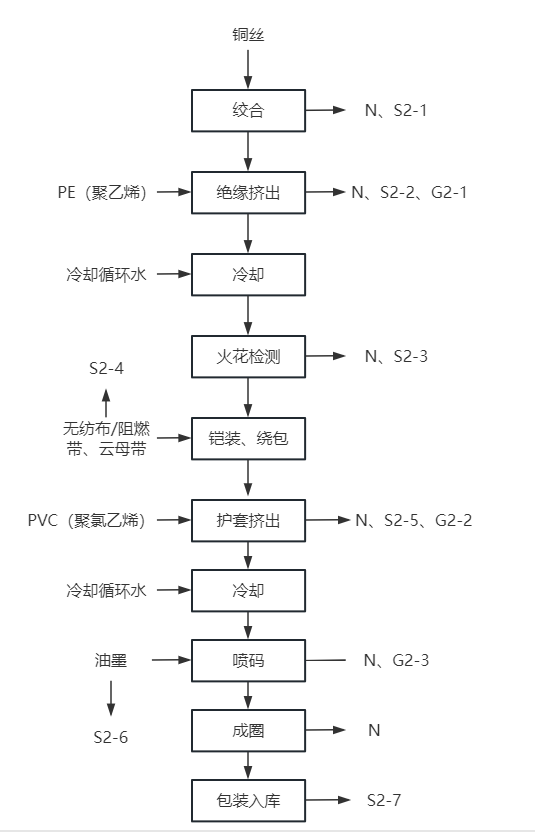 铜丝
绞合
N、S2-1
PE（聚乙烯）
绝缘挤出
N、S2-2、G2-1
冷却循环水
冷却
火花检测
N、S2-3
S2-4
无纺布/阻燃
带、云母带
铠装、绕包
PVC（聚氯乙烯）
护套挤出
N、S2-5、G2-2
冷却循环水
冷却
油墨
喷码
N、G2-3
S2-6
成圈
N
包装入库
S2-7